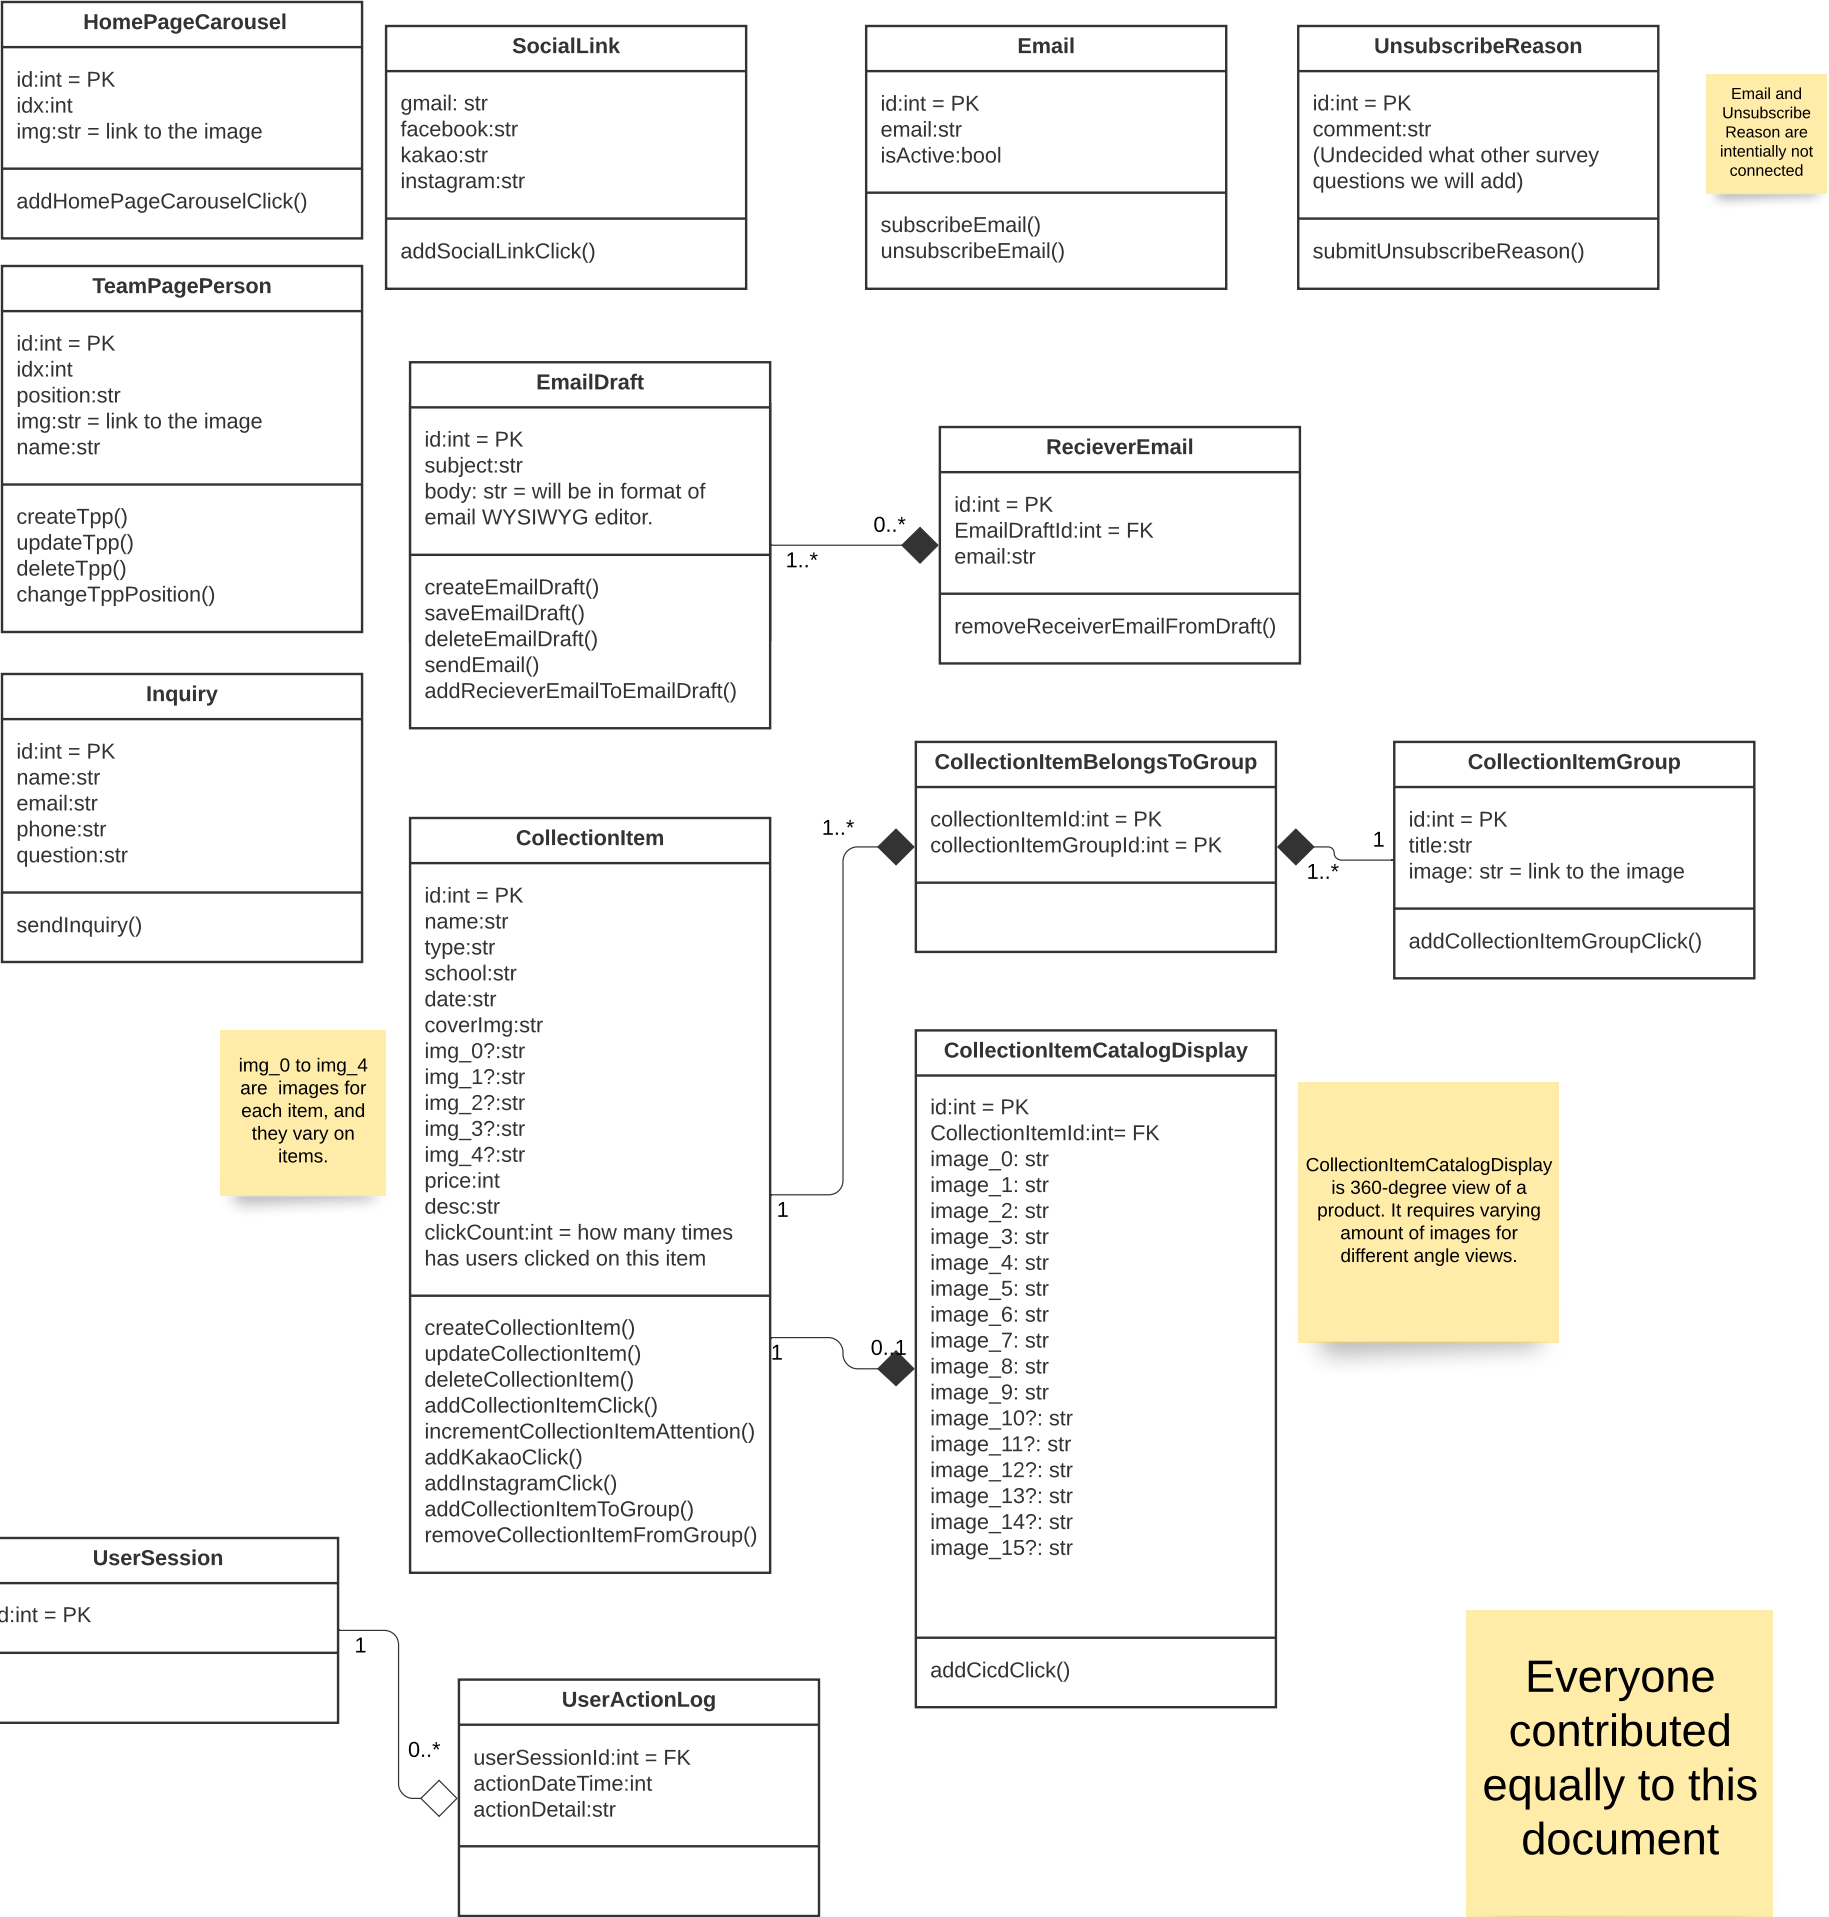 HomePageCarousel
id:int = PK
idx:int
img:str = link to the image
addHomePageCarouselClick()
SocialLink
gmail: str
facebook:str
kakao:str
instagram:str
addSocialLinkClick()
Email
id:int = PK
email:str
isActive:bool
subscribeEmail()
unsubscribeEmail()
UnsubscribeReason
id:int = PK
comment:str
(Undecided what other survey
questions we will add)
submitUnsubscribeReason()
Email and
Unsubscribe
Reason are
intentially not
connected
TeamPagePerson
id:int = PK
idx:int
position:str
img:str = link to the image
name:str
createTpp()
updateTpp()
deleteTpp()
changeTppPosition()
EmailDraft
id:int = PK
subject:str
body: str = will be in format of
email WYSIWYG editor.
createEmailDraft()
saveEmailDraft()
deleteEmailDraft()
sendEmail()
addRecieverEmailToEmailDraft()
0..*
1..*
RecieverEmail
id:int = PK
EmailDraftId:int = FK
email:str
removeReceiverEmailFromDraft()
Inquiry
id:int = PK
name:str
email:str
phone:str
question:str
sendInquiry()
CollectionItem
id:int = PK
name:str
type:str
school:str
date:str
coverImg:str
img_0?:str
img_1?:str
img_2?:str
img_3?:str
img_4?:str
price:int
desc:str
clickCount:int = how many times
has users clicked on this item
createCollectionItem()
updateCollectionItem()
deleteCollectionItem()
addCollectionItemClick()
incrementCollectionItemAttention()
addKakaoClick()
addInstagramClick()
addCollectionItemToGroup()
removeCollectionItemFromGroup()
1..*
1
1
0..1
CollectionItemBelongsToGroup
collectionItemId:int = PK
collectionItemGroupId:int = PK
1
1..*
CollectionItemGroup
id:int = PK
title:str
image: str = link to the image
addCollectionItemGroupClick()
img_0 to img_4
are  images for
each item, and
they vary on
items.
CollectionItemCatalogDisplay
id:int = PK
CollectionItemId:int= FK
image_0: str
image_1: str
image_2: str
image_3: str
image_4: str
image_5: str
image_6: str
image_7: str
image_8: str
image_9: str
image_10?: str
image_11?: str
image_12?: str
image_13?: str
image_14?: str
image_15?: str
addCicdClick()
CollectionItemCatalogDisplay
is 360-degree view of a
product. It requires varying
amount of images for
different angle views.
UserSession
d:int = PK
1
0..*
UserActionLog
userSessionId:int = FK
actionDateTime:int
actionDetail:str
Everyone
contributed
equally to this
document